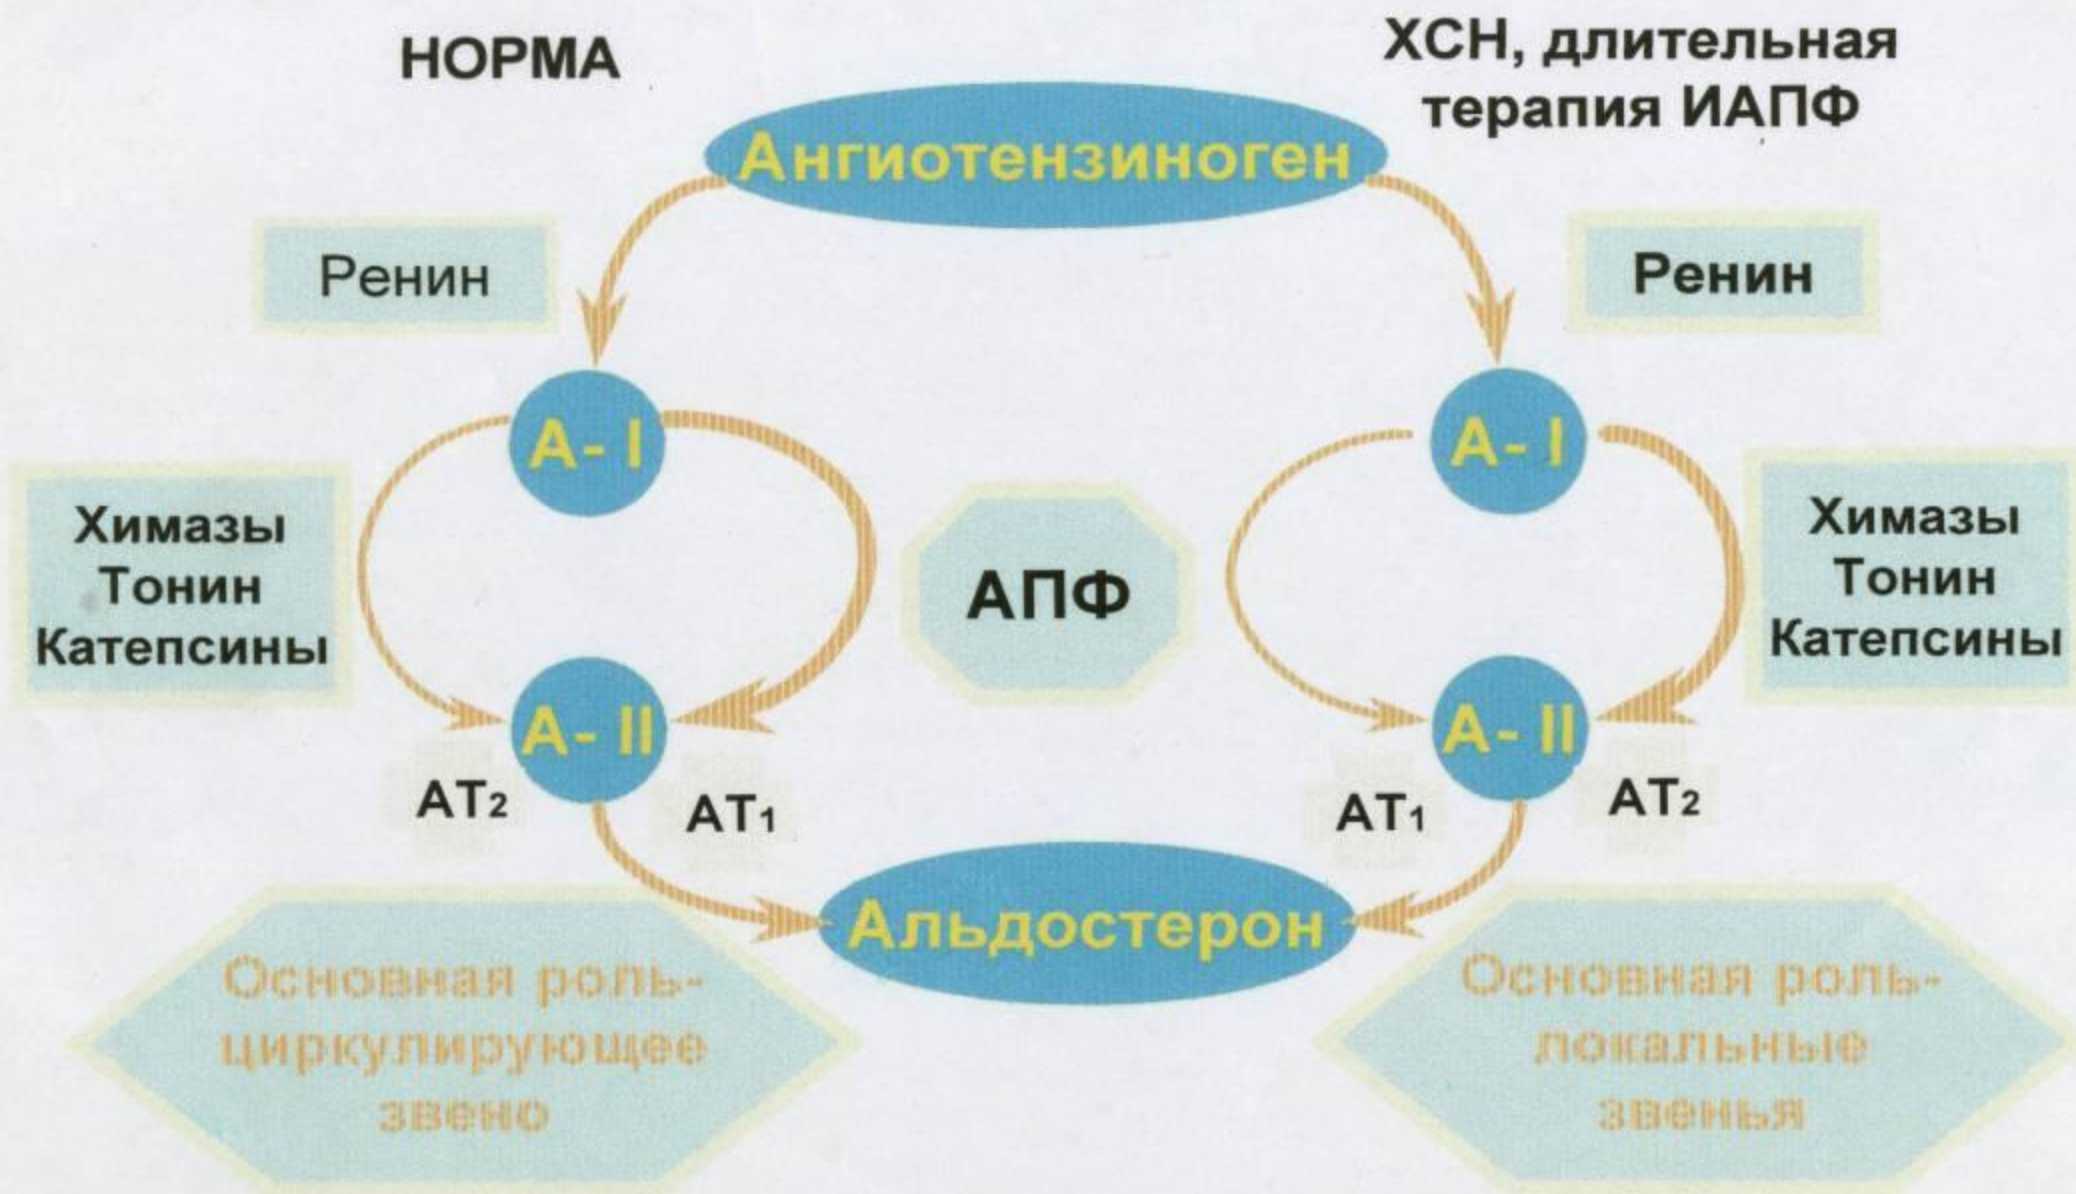 НОРМА
ХСН, длительная
терапия ИАПФ
Ангиотензиноген
Ренин
Ренин
А- I
А- I
Химазы
Тонин
Катепсины
АПФ
Химазы
Тонин
Катепсины
А- II
А- II
АТ2
АТ1
АТ1
АТ2
Альдостерон
Основная роль-
циркулирующее
звено
Основная роль-
локальные
звенья